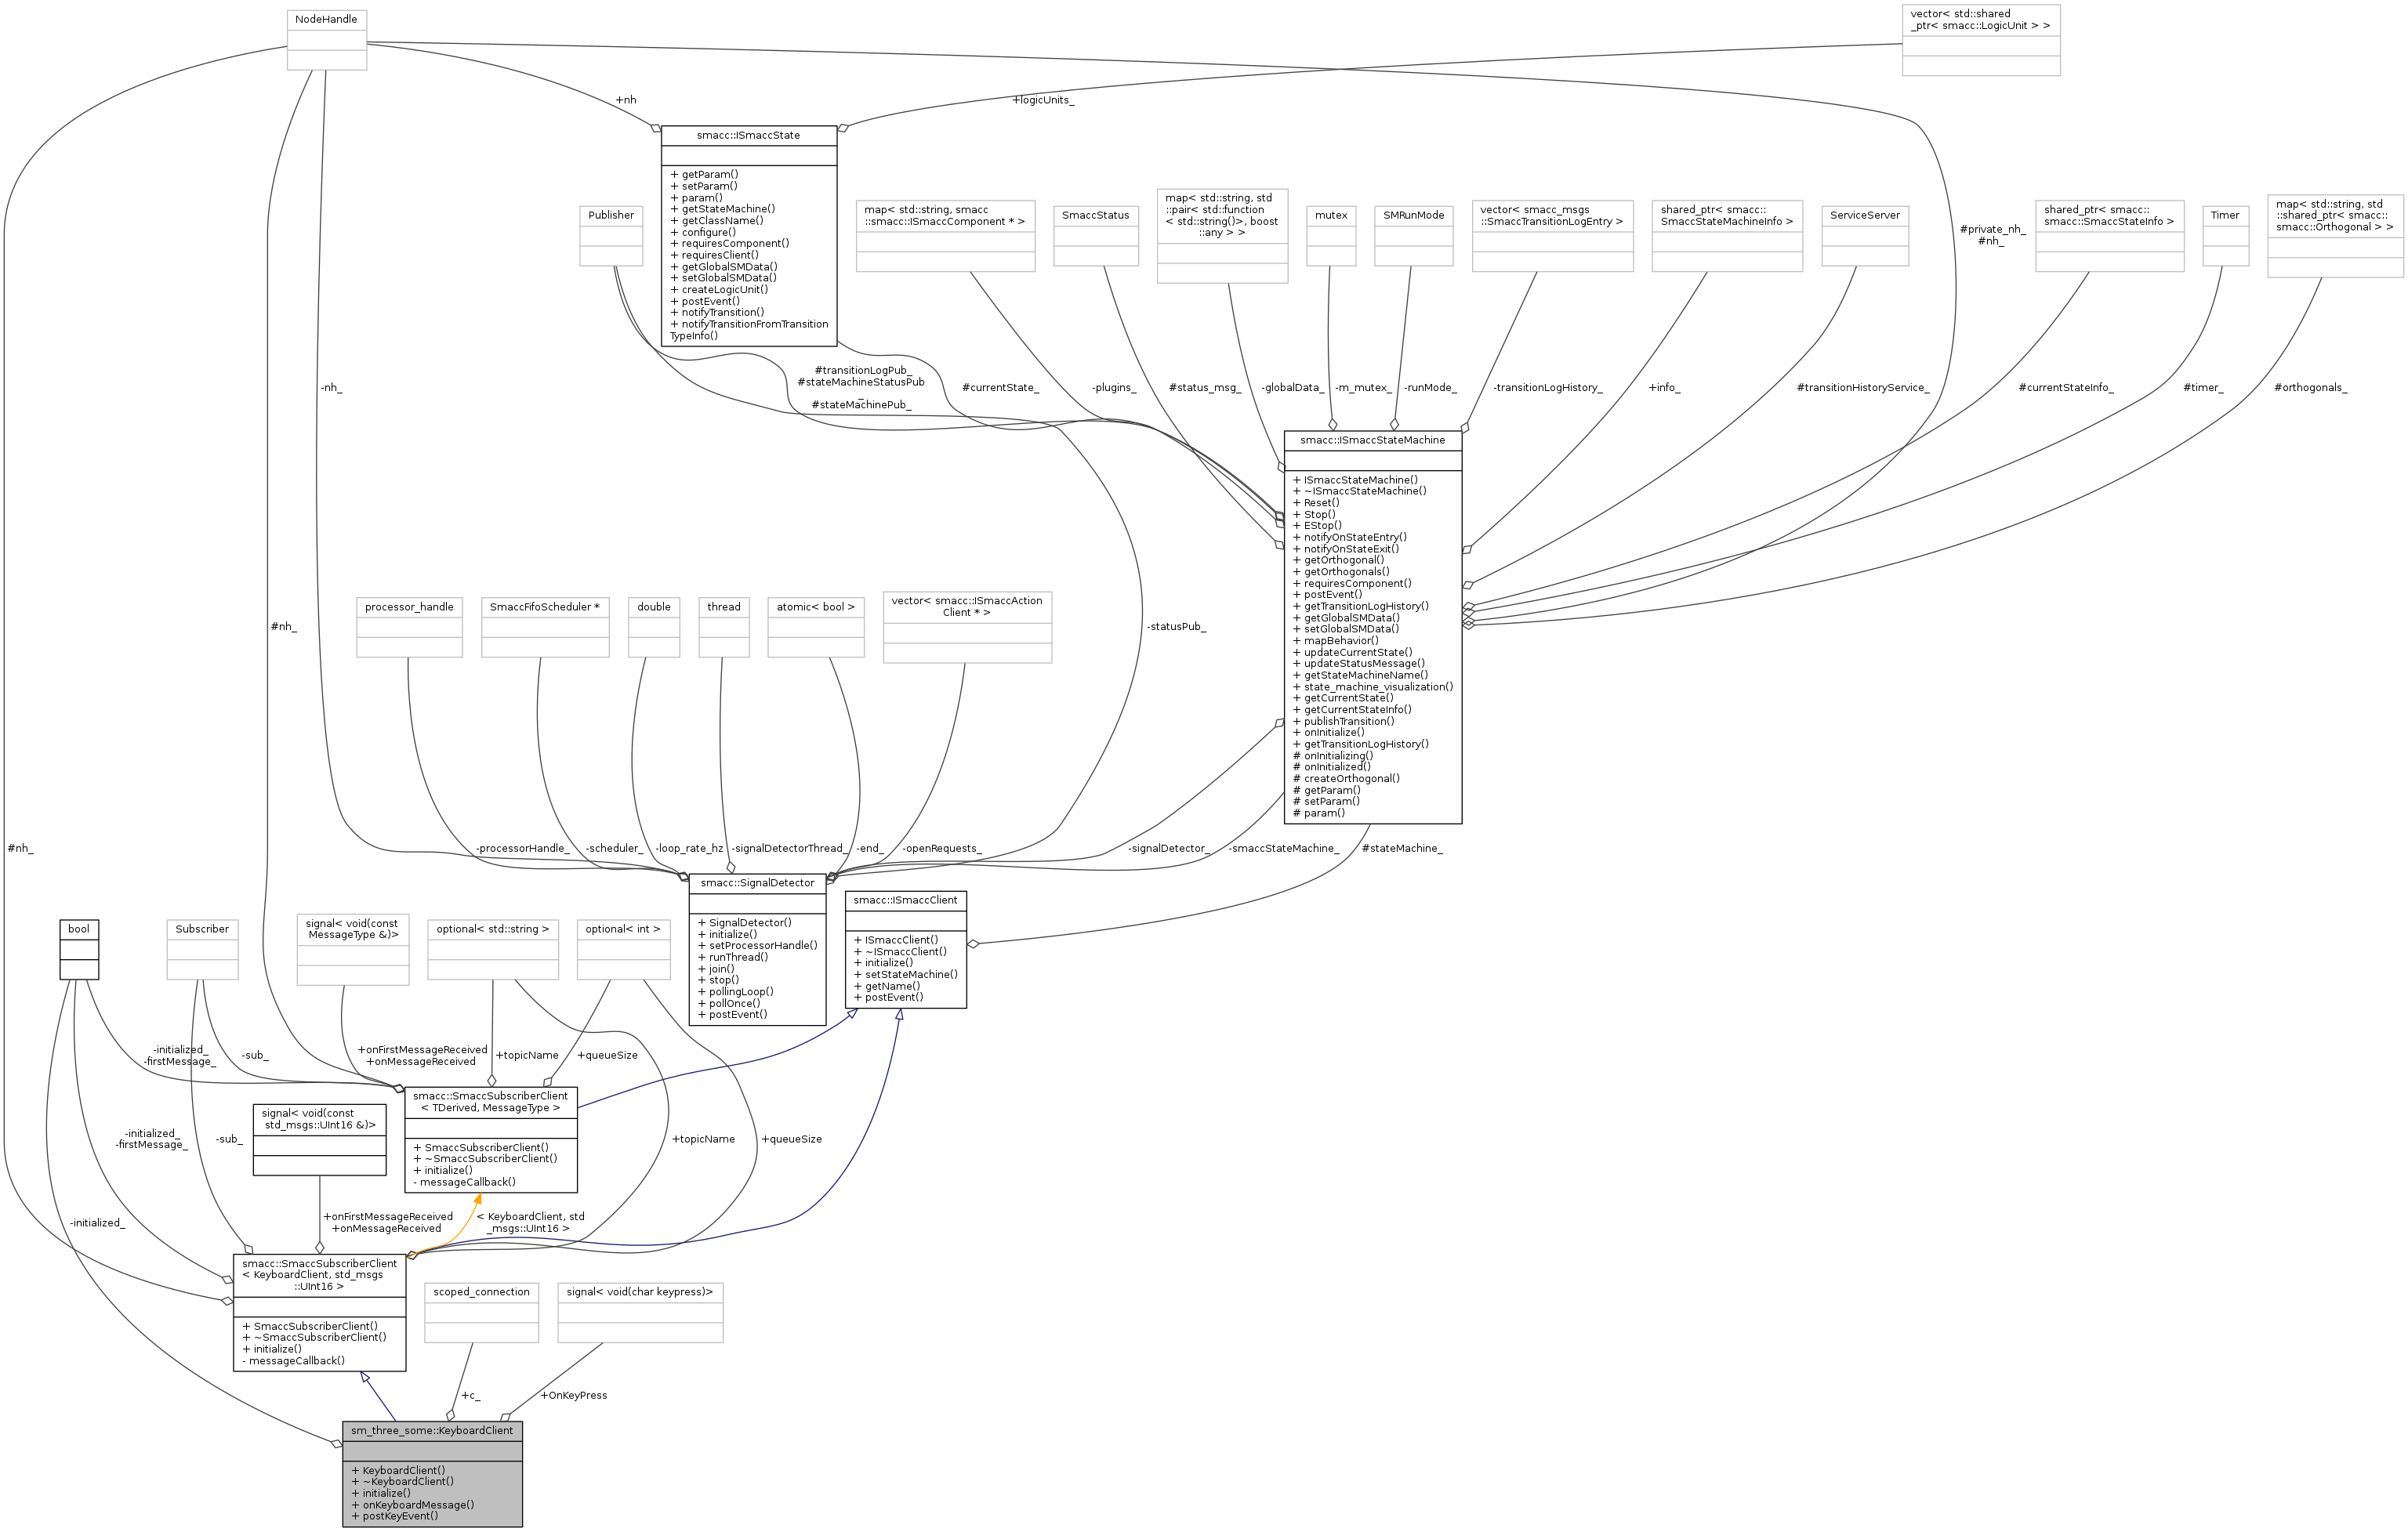 NodeHandle
vector< std::shared
_ptr< smacc::LogicUnit > >
+nh
+logicUnits_
smacc::ISmaccState
+ getParam()
+ setParam()
+ param()
+ getStateMachine()
+ getClassName()
+ configure()
+ requiresComponent()
+ requiresClient()
+ getGlobalSMData()
+ setGlobalSMData()
+ createLogicUnit()
+ postEvent()
+ notifyTransition()
+ notifyTransitionFromTransition
TypeInfo()
Publisher
map< std::string, smacc
::smacc::ISmaccComponent * >
SmaccStatus
map< std::string, std
::pair< std::function
< std::string()>, boost
::any > >
mutex
SMRunMode
vector< smacc_msgs
::SmaccTransitionLogEntry >
shared_ptr< smacc::
SmaccStateMachineInfo >
ServiceServer
#private_nh_
#nh_
shared_ptr< smacc::
smacc::SmaccStateInfo >
Timer
map< std::string, std
::shared_ptr< smacc::
smacc::Orthogonal > >
-nh_
#transitionLogPub_
#stateMachineStatusPub
_
#stateMachinePub_
#currentState_
-plugins_
#status_msg_
-globalData_
-m_mutex_
-runMode_
-transitionLogHistory_
+info_
#transitionHistoryService_
#currentStateInfo_
#timer_
#orthogonals_
smacc::ISmaccStateMachine
+ ISmaccStateMachine()
+ ~ISmaccStateMachine()
+ Reset()
+ Stop()
+ EStop()
+ notifyOnStateEntry()
+ notifyOnStateExit()
+ getOrthogonal()
+ getOrthogonals()
+ requiresComponent()
+ postEvent()
+ getTransitionLogHistory()
+ getGlobalSMData()
+ setGlobalSMData()
+ mapBehavior()
+ updateCurrentState()
+ updateStatusMessage()
+ getStateMachineName()
+ state_machine_visualization()
+ getCurrentState()
+ getCurrentStateInfo()
+ publishTransition()
+ onInitialize()
+ getTransitionLogHistory()
# onInitializing()
# onInitialized()
# createOrthogonal()
# getParam()
# setParam()
# param()
#nh_
processor_handle
SmaccFifoScheduler *
double
thread
atomic< bool >
vector< smacc::ISmaccAction
Client * >
-statusPub_
#nh_
-processorHandle_
-scheduler_
-loop_rate_hz
-signalDetectorThread_
-end_
-openRequests_
-signalDetector_
-smaccStateMachine_
#stateMachine_
smacc::SignalDetector
+ SignalDetector()
+ initialize()
+ setProcessorHandle()
+ runThread()
+ join()
+ stop()
+ pollingLoop()
+ pollOnce()
+ postEvent()
smacc::ISmaccClient
+ ISmaccClient()
+ ~ISmaccClient()
+ initialize()
+ setStateMachine()
+ getName()
+ postEvent()
bool
Subscriber
signal< void(const
MessageType &)>
optional< std::string >
optional< int >
-initialized_
-firstMessage_
-sub_
+onFirstMessageReceived
+onMessageReceived
+topicName
+queueSize
smacc::SmaccSubscriberClient
< TDerived, MessageType >
+ SmaccSubscriberClient()
+ ~SmaccSubscriberClient()
+ initialize()
- messageCallback()
signal< void(const
std_msgs::UInt16 &)>
-initialized_
-firstMessage_
-sub_
+topicName
+queueSize
-initialized_
+onFirstMessageReceived
+onMessageReceived
< KeyboardClient, std
_msgs::UInt16 >
smacc::SmaccSubscriberClient
< KeyboardClient, std_msgs
::UInt16 >
+ SmaccSubscriberClient()
+ ~SmaccSubscriberClient()
+ initialize()
- messageCallback()
scoped_connection
signal< void(char keypress)>
+c_
+OnKeyPress
sm_three_some::KeyboardClient
+ KeyboardClient()
+ ~KeyboardClient()
+ initialize()
+ onKeyboardMessage()
+ postKeyEvent()